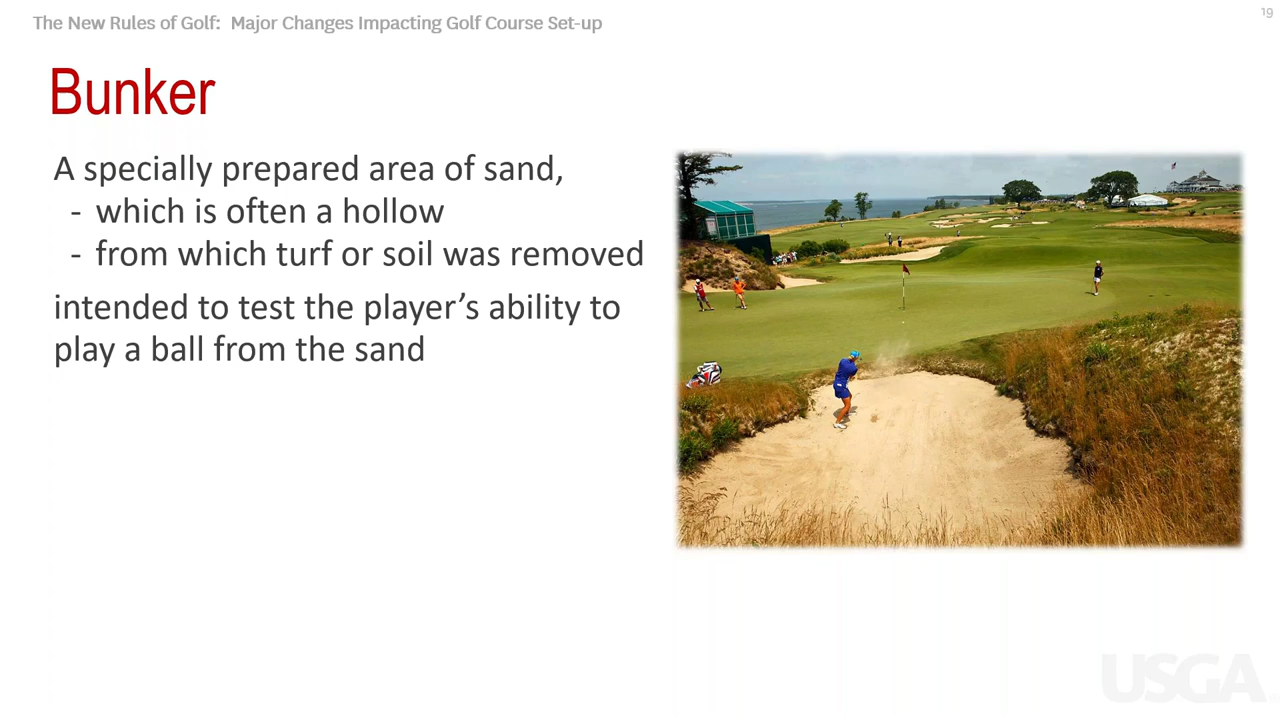 The New Rules of Golf:  Major Changes Impacting Golf Course Set-up
19
Bunker
A specially prepared area of sand,
- which is often a hollow
- from which turf or soil was removed
intended to test the player’s ability to
play a ball from the sand
USGA